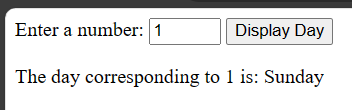 Enter a number: 1 Display Day
The day corresponding to 1 is: Sunday